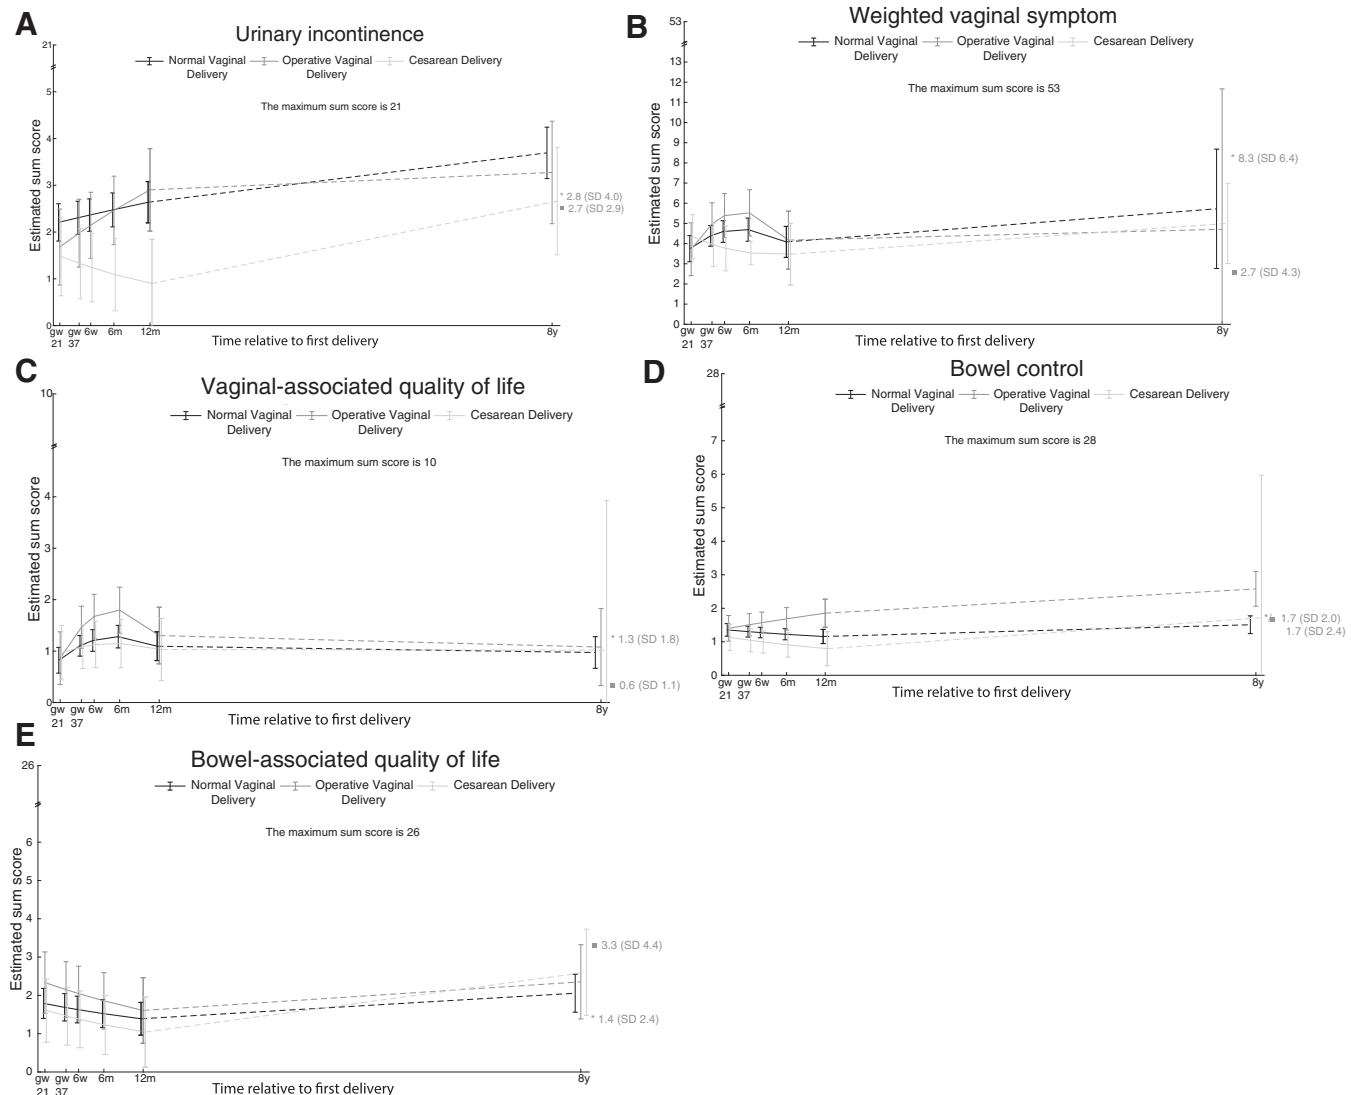 A
Urinary incontinence
Normal Vaginal Delivery
Operative Vaginal Delivery
Cesarean Delivery
The maximum sum score is 21
Estimated sum score
21
5
4
3
2
1
0
* 2.8 (SD 4.0)
2.7 (SD 2.9)
gw 21
gw 37
6w
6m
12m
8y
Time relative to first delivery
B
Weighted vaginal symptom
Normal Vaginal Delivery
Operative Vaginal Delivery
Cesarean Delivery
The maximum sum score is 53
Estimated sum score
53
13
12
11
10
9
8
7
6
5
4
3
2
1
0
* 8.3 (SD 6.4)
2.7 (SD 4.3)
gw 21
gw 37
6w
6m
12m
8y
Time relative to first delivery
C
Vaginal-associated quality of life
Normal Vaginal Delivery
Operative Vaginal Delivery
Cesarean Delivery
The maximum sum score is 10
Estimated sum score
10
4
3
2
1
0
* 1.3 (SD 1.8)
0.6 (SD 1.1)
gw 21
gw 37
6w
6m
12m
8y
Time relative to first delivery
D
Bowel control
Normal Vaginal Delivery
Operative Vaginal Delivery
Cesarean Delivery
The maximum sum score is 28
Estimated sum score
28
7
6
5
4
3
2
1
0
* 1.7 (SD 2.0)
1.7 (SD 2.4)
gw 21
gw 37
6w
6m
12m
8y
Time relative to first delivery
E
Bowel-associated quality of life
Normal Vaginal Delivery
Operative Vaginal Delivery
Cesarean Delivery
The maximum sum score is 26
Estimated sum score
26
6
5
4
3
2
1
0
3.3 (SD 4.4)
* 1.4 (SD 2.4)
gw 21
gw 37
6w
6m
12m
8y
Time relative to first delivery